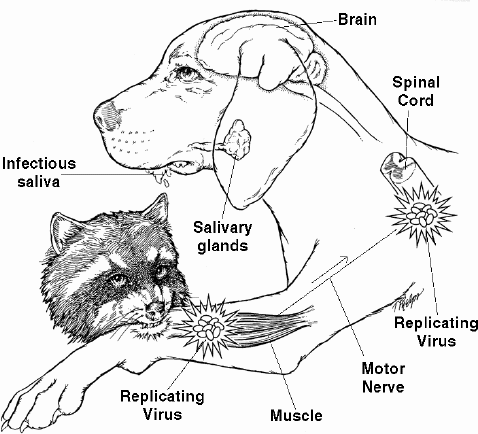 Brain
Spinal
Cord
Infectious
saliva
Salivary
glands
Replicating
Virus
Motor
Nerve
Replicating
Virus
Muscle